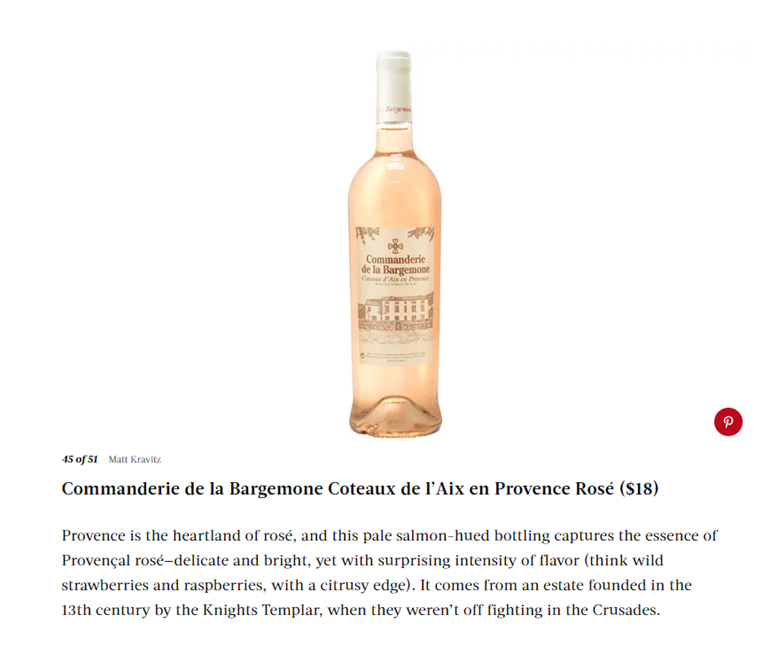 Bargemone
Commanderie
de la Bargemone
Coteaux d'Aix en Provence
45 of 51 Matt Kravitz
Commanderie de la Bargemone Coteaux de l’Aix en Provence Rosé ($18)
Provence is the heartland of rosé, and this pale salmon-hued bottling captures the essence of
Provençal rosé—delicate and bright, yet with surprising intensity of flavor (think wild
strawberries and raspberries, with a citrusy edge). It comes from an estate founded in the
13th century by the Knights Templar, when they weren’t off fighting in the Crusades.